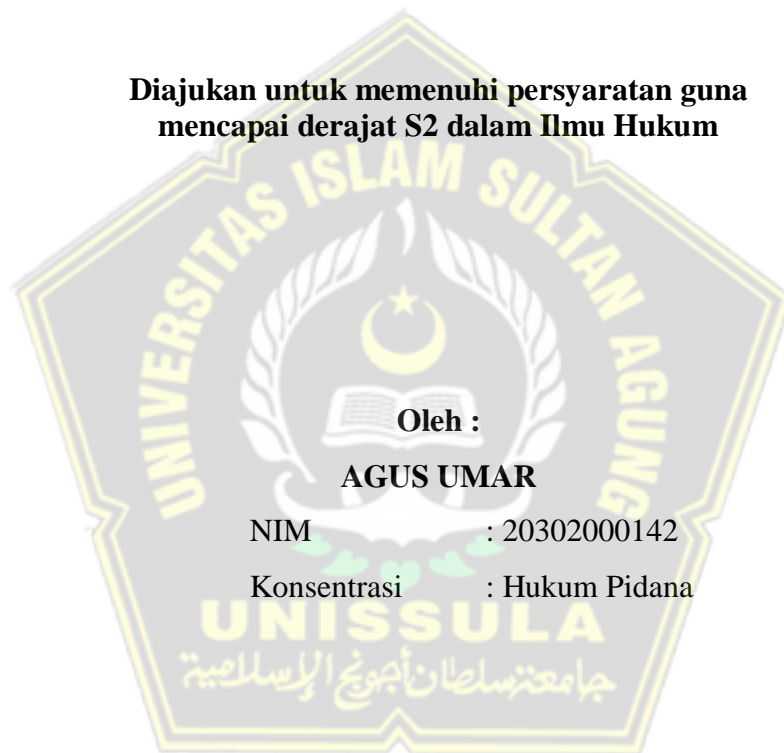 Diajukan untuk memenuhi persyaratan guna
mencapai derajat S2 dalam Ilmu Hukum
UNIVERSITAS ISLAM SULTAN AGUNG
Oleh :
AGUS UMAR
NIM : 20302000142
Konsentrasi : Hukum Pidana
UNISSULA
جامعة سلطان أجونج الإسلامية